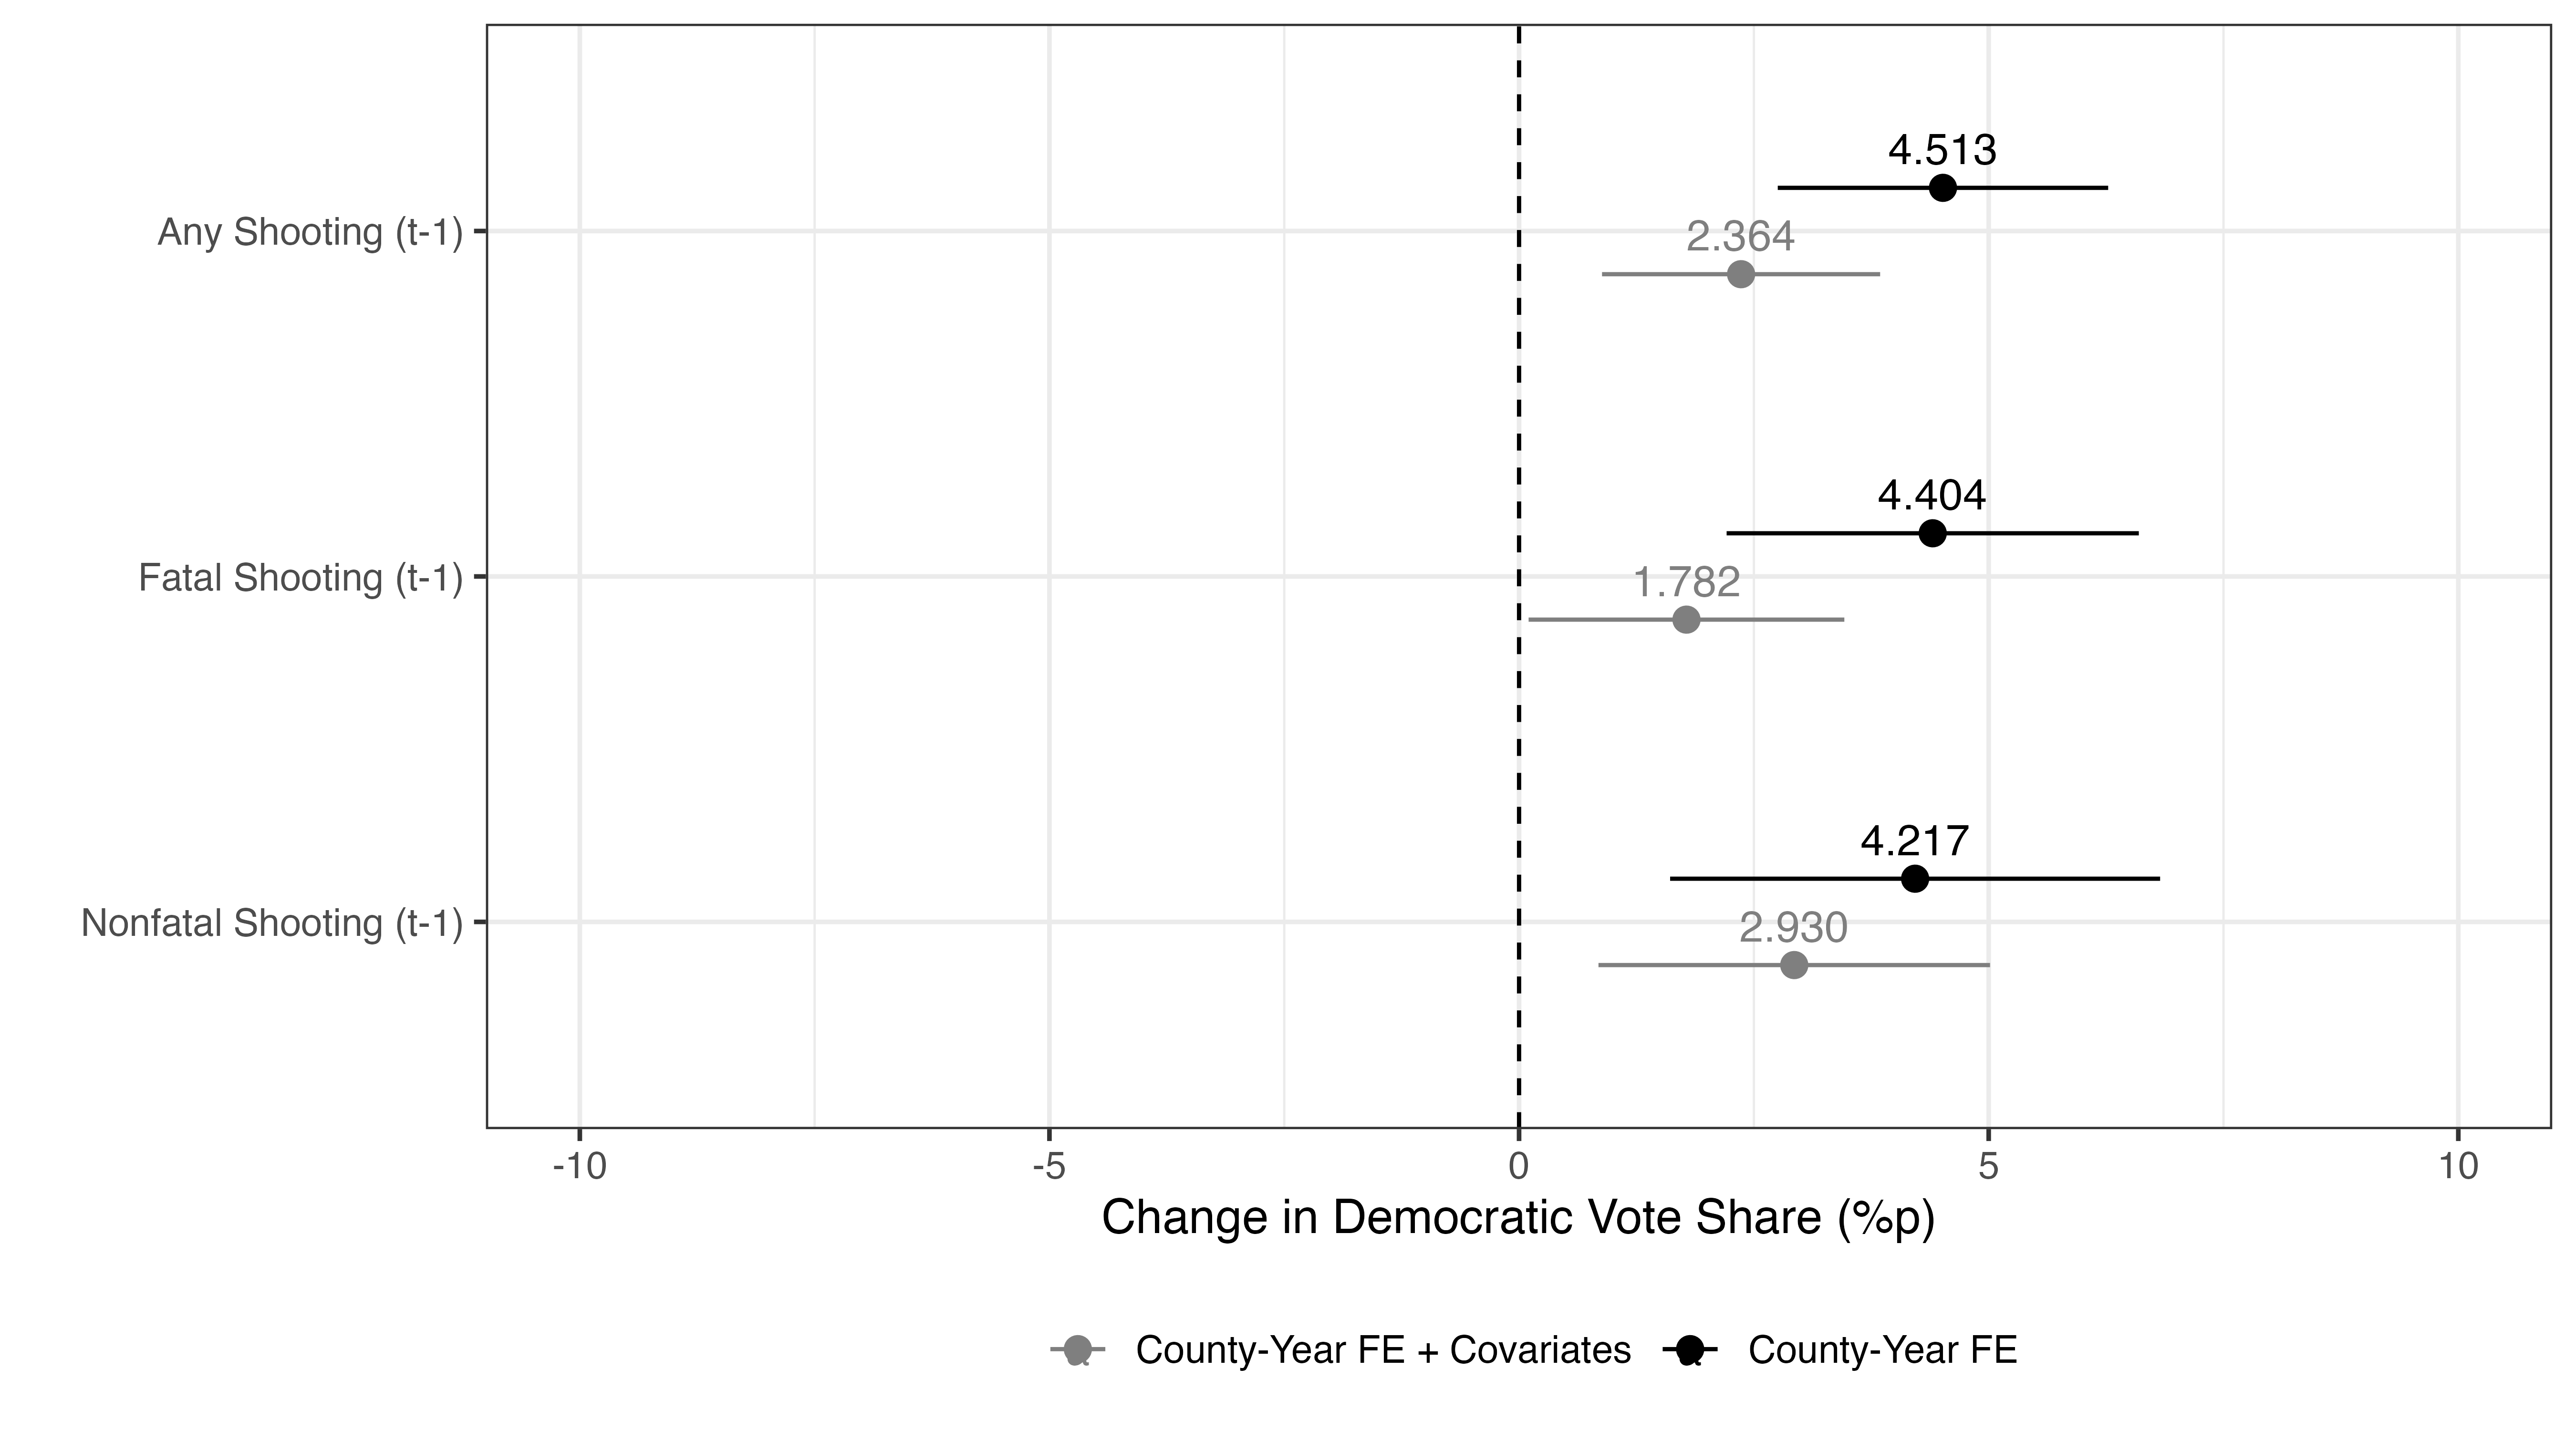 4.513
Any Shooting (t-1)
2.364
4.404
Fatal Shooting (t-1)
1.782
4.217
Nonfatal Shooting (t-1)
2.930
-10 -5 0 5 10
Change in Democratic Vote Share (%p)
County-Year FE + Covariates County-Year FE